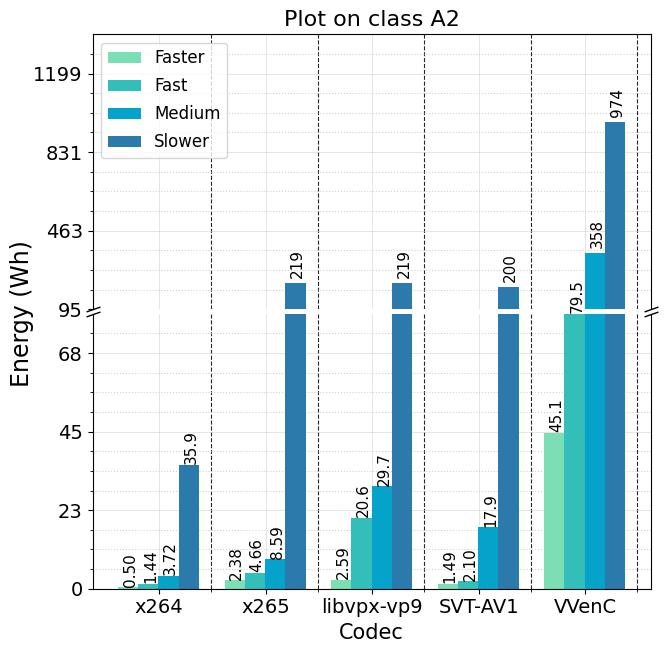 Plot on class A2
Faster
Fast
Medium
Slower
Energy (Wh)
1199
831
463
95
68
45
23
0
0.50
1.44
3.72
35.9
2.38
4.66
8.59
219
2.59
20.6
29.7
219
1.49
2.10
17.9
200
45.1
79.5
358
974
x264
x265
libvpx-vp9
SVT-AV1
VVenC
Codec